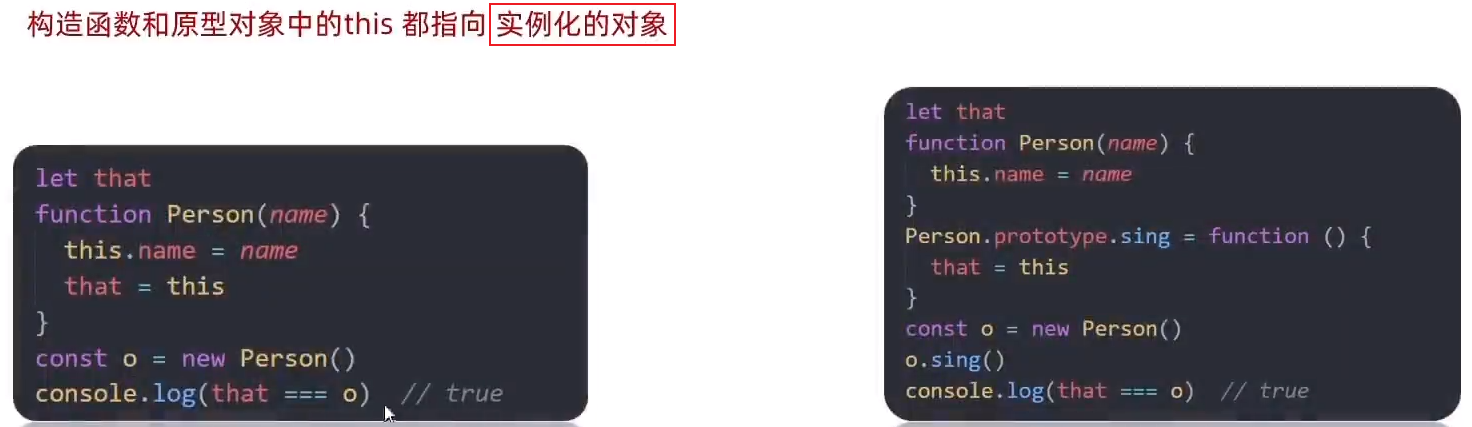 构造函数和原型对象中的this 都指向 实例化的对象
let that
function Person(name) {
  this.name = name
  that = this
}
const o = new Person()
console.log(that === o)  // true
let that
function Person(name) {
  this.name = name
}
Person.prototype.sing = function () {
  that = this
}
const o = new Person()
o.sing()
console.log(that === o)  // true